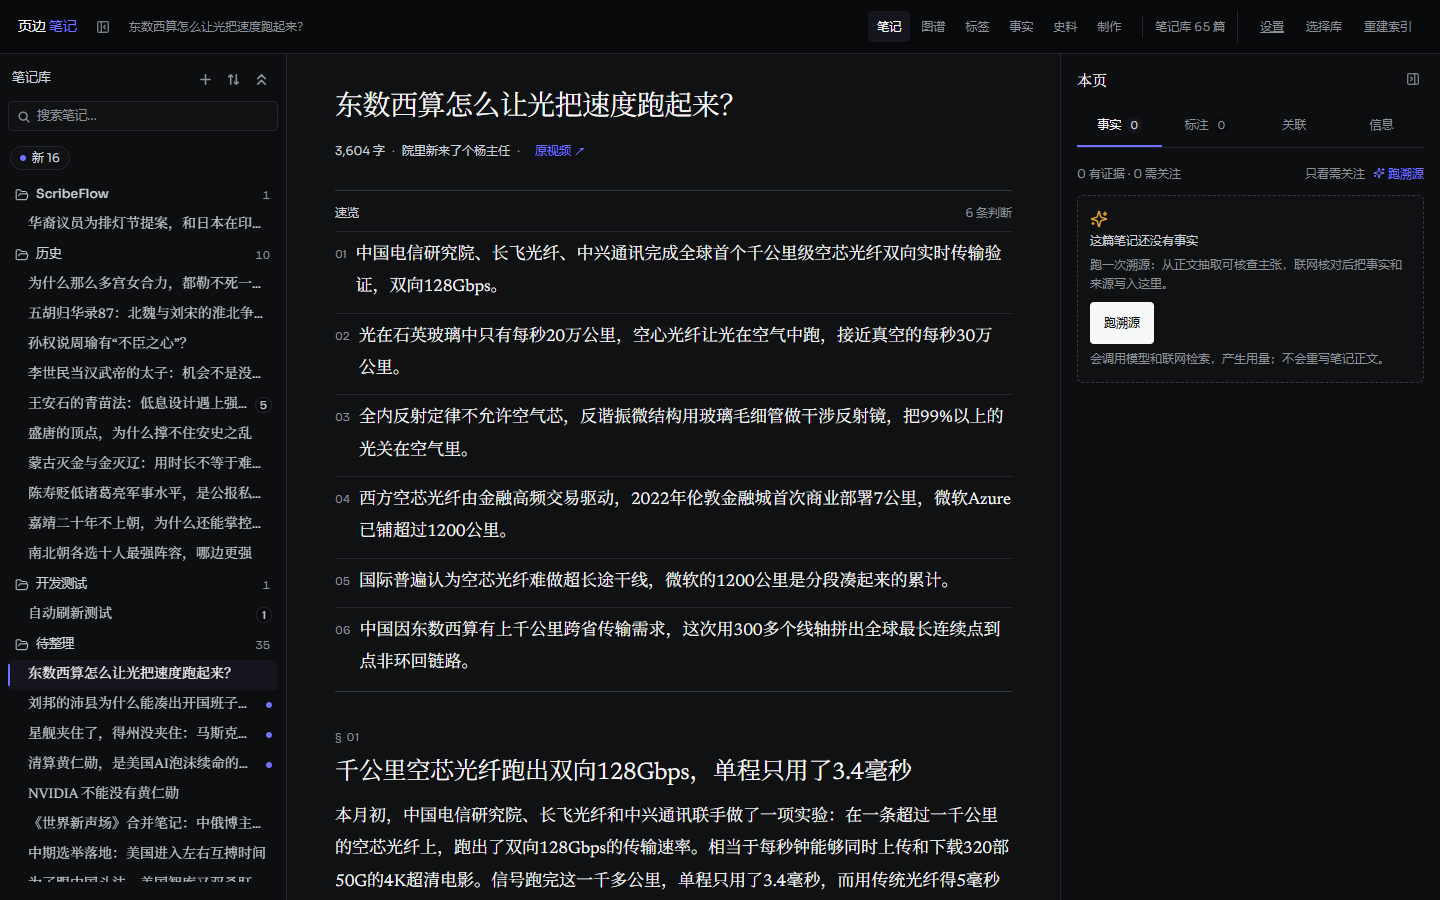 页边 笔记
东数西算怎么让光把速度跑起来?
笔记 图谱 标签 事实 史料 制作 笔记库 65 篇 设置 选择库 重建索引
笔记库
搜索笔记...
新 16
ScribeFlow 1
华裔议员为排灯节提案，和日本在印...
历史 10
为什么那么多宫女合力，都勒不死一...
五胡归华录87：北魏与刘宋的淮北争...
孙权说周瑜有“不臣之心”？
李世民当汉武帝的太子：机会不是没...
王安石的青苗法：低息设计遇上强... 5
盛唐的顶点，为什么撑不住安史之乱
蒙古灭金与金灭辽：用时长不等于难...
陈寿贬低诸葛亮军事水平，是公报私...
嘉靖二十年不上朝，为什么还能掌控...
南北朝各选十人最强阵容，哪边更强
开发测试 1
自动刷新测试 1
待整理 35
东数西算怎么让光把速度跑起来?
刘邦的沛县为什么能凑出开国班子...
星舰夹住了，得州没夹住：马斯克...
清算黄仁勋，是美国AI泡沫续命的...
NVIDIA 不能没有黄仁勋
《世界新声场》合并笔记：中俄博主...
中期选举落地：美国进入左右互搏时间
东数西算怎么让光把速度跑起来?
3,604 字 · 院里新来了个杨主任 · 原视频 ↗
速览 6 条判断
01 中国电信研究院、长飞光纤、中兴通讯完成全球首个千公里级空芯光纤双向实时传输验
证，双向128Gbps。
02 光在石英玻璃中只有每秒20万公里，空心光纤让光在空气中跑，接近真空的每秒30万
公里。
03 全内反射定律不允许空气芯，反谐振微结构用玻璃毛细管做干涉反射镜，把99%以上的
光关在空气里。
04 西方空芯光纤由金融高频交易驱动，2022年伦敦金融城首次商业部署7公里，微软Azure
已铺超过1200公里。
05 国际普遍认为空芯光纤难做超长途干线，微软的1200公里是分段凑起来的累计。
06 中国因东数西算有上千公里跨省传输需求，这次用300多个线轴拼出全球最长连续点到
点非环回链路。
§ 01
千公里空芯光纤跑出双向128Gbps，单程只用了3.4毫秒
本月初，中国电信研究院、长飞光纤和中兴通讯联手做了一项实验：在一条超过一千公里
的空芯光纤上，跑出了双向128Gbps的传输速率。相当于每秒钟能够同时上传和下载320部
50G的4K超清电影。信号跑完这一千多公里，单程只用了3.4毫秒，而用传统光纤得5毫秒
本页
事实 0 标注 0 关联 信息
0 有证据 · 0 需关注 只看需关注 跑溯源
这篇笔记还没有事实
跑一次溯源：从正文抽取可核查主张，联网核对后把事实和
来源写入这里。
跑溯源
会调用模型和联网检索，产生用量；不会重写笔记正文。